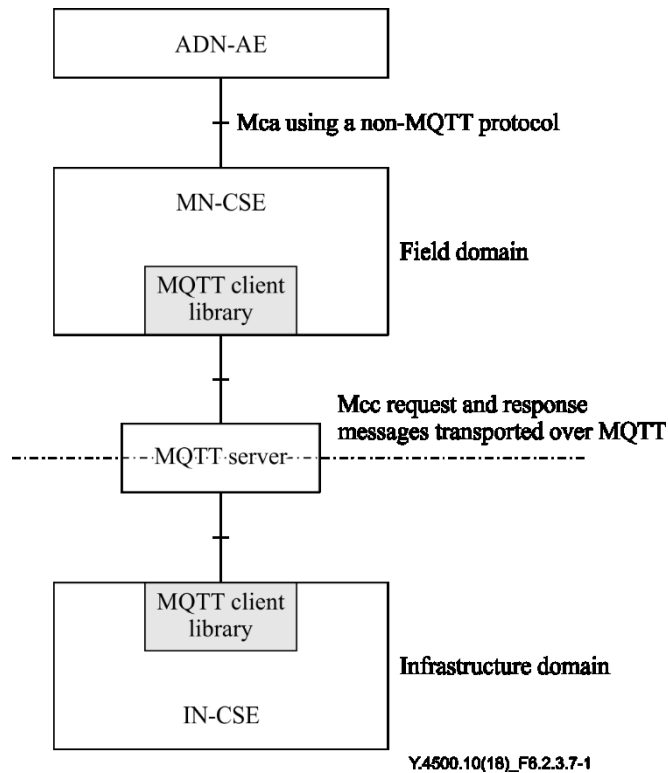 ADN-AE
Mca using a non-MQTT protocol
MN-CSE
Field domain
MQTT client
library
Mcc request and response
messages transported over MQTT
MQTT server
MQTT client
library
Infrastructure domain
IN-CSE
Y.4500.10(18)_F6.2.3.7-1